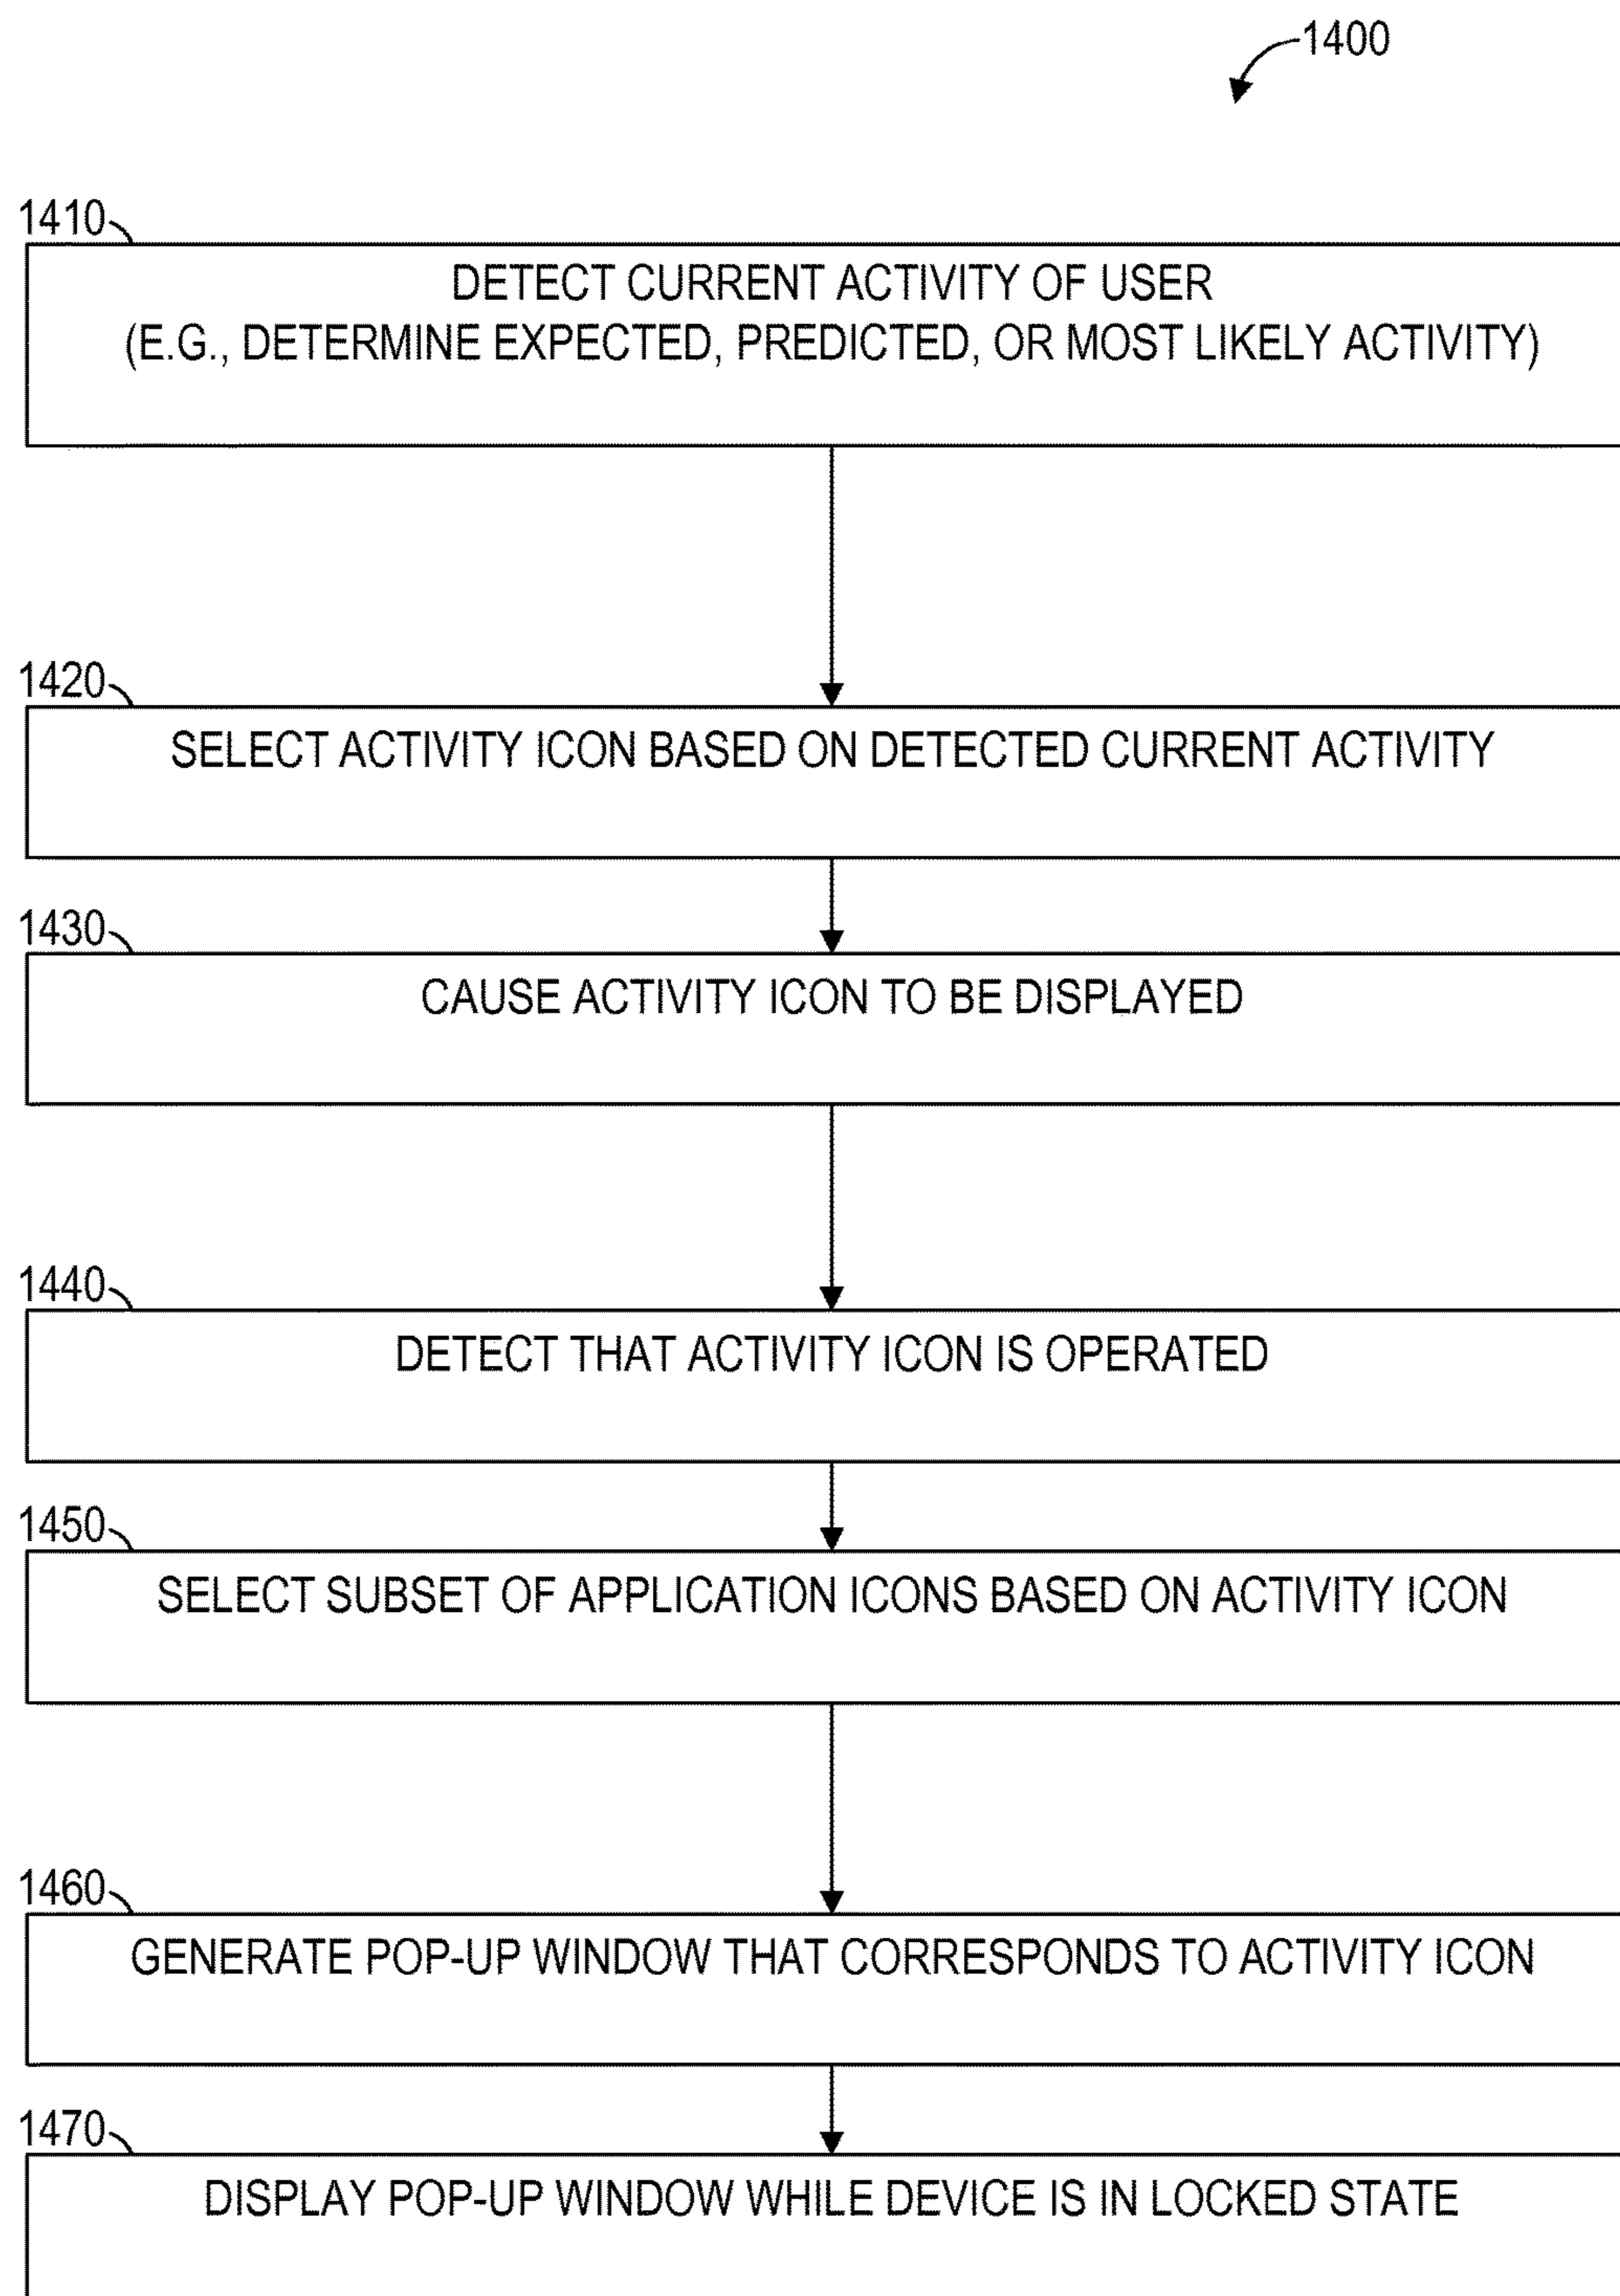 1400
1410
DETECT CURRENT ACTIVITY OF USER
(E.G., DETERMINE EXPECTED, PREDICTED, OR MOST LIKELY ACTIVITY)
1420
SELECT ACTIVITY ICON BASED ON DETECTED CURRENT ACTIVITY
1430
CAUSE ACTIVITY ICON TO BE DISPLAYED
1440
DETECT THAT ACTIVITY ICON IS OPERATED
1450
SELECT SUBSET OF APPLICATION ICONS BASED ON ACTIVITY ICON
1460
GENERATE POP-UP WINDOW THAT CORRESPONDS TO ACTIVITY ICON
1470
DISPLAY POP-UP WINDOW WHILE DEVICE IS IN LOCKED STATE